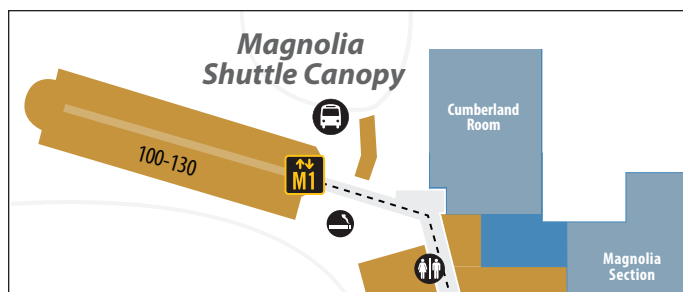 Magnolia
Shuttle Canopy
Cumberland
Room
100-130
M1
Magnolia
Section